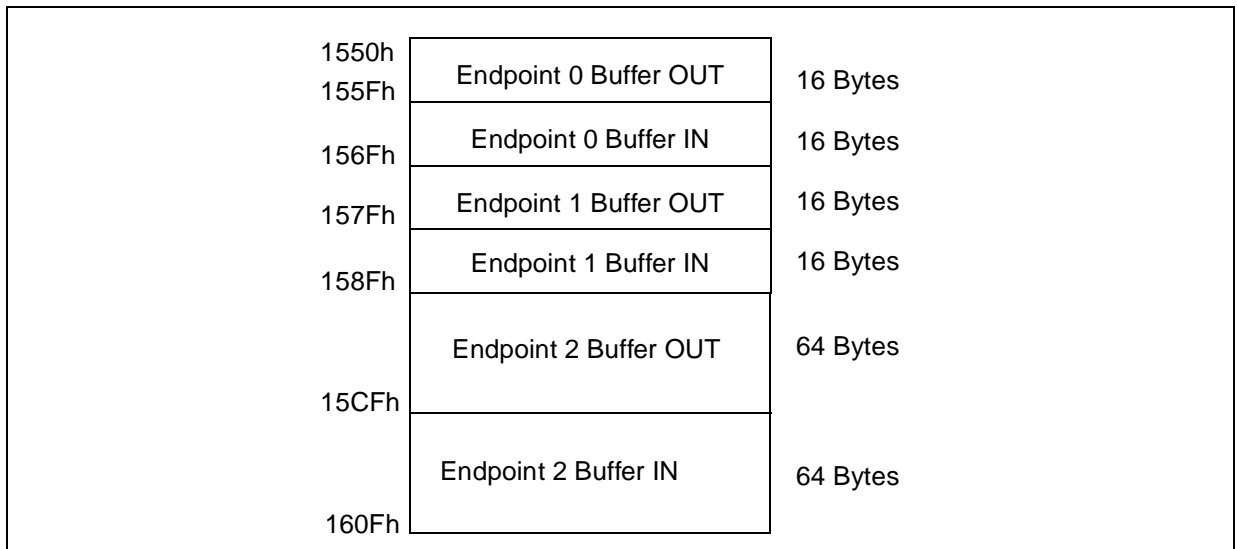 1550h
Endpoint 0 Buffer OUT
16 Bytes
155Fh
Endpoint 0 Buffer IN
16 Bytes
156Fh
Endpoint 1 Buffer OUT
16 Bytes
157Fh
Endpoint 1 Buffer IN
16 Bytes
158Fh
Endpoint 2 Buffer OUT
64 Bytes
15CFh
Endpoint 2 Buffer IN
64 Bytes
160Fh